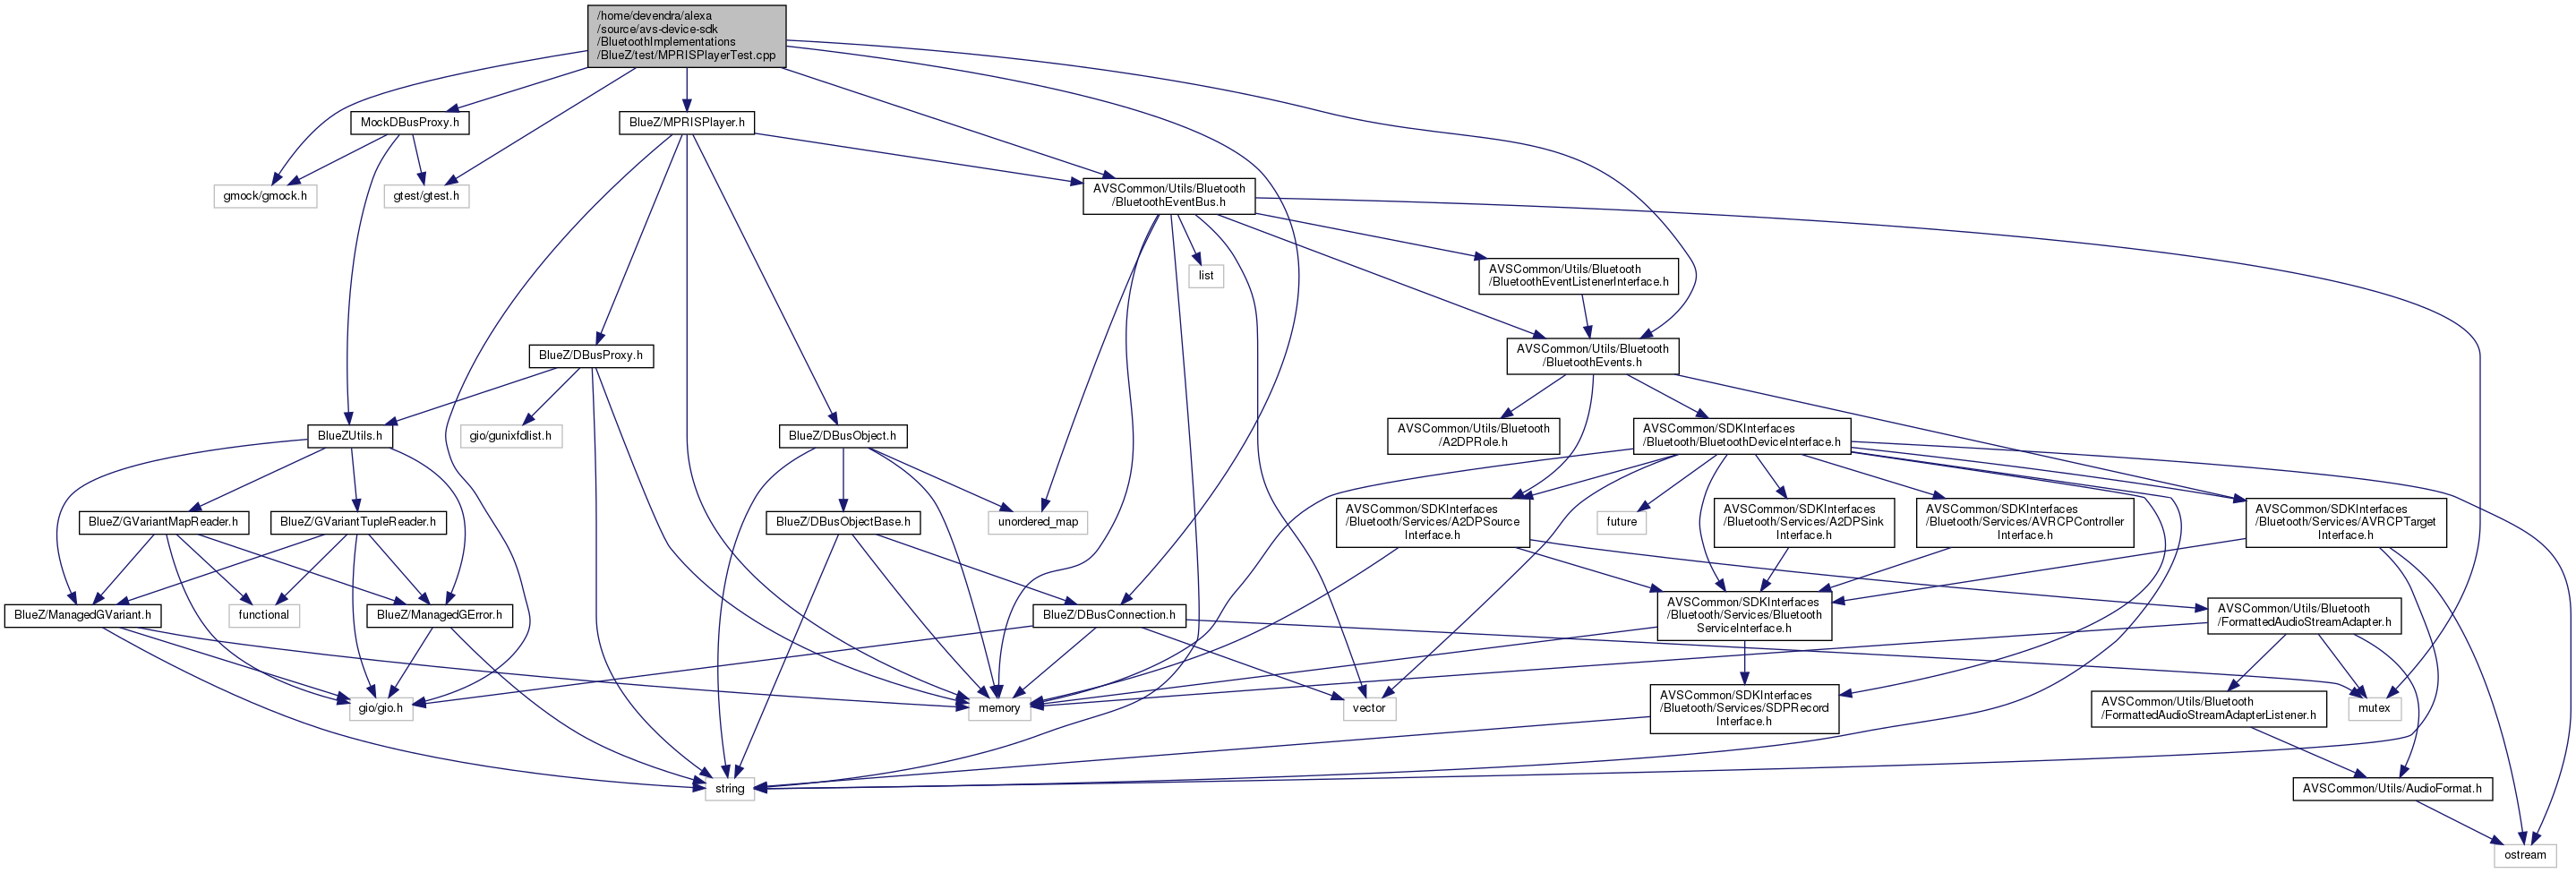 /home/devendra/alexa
/source/avs-device-sdk
/BluetoothImplementations
/BlueZ/test/MPRISPlayerTest.cpp
MockDBusProxy.h
BlueZ/MPRISPlayer.h
gmock/gmock.h
gtest/gtest.h
AVSCommon/Utils/Bluetooth
/BluetoothEventBus.h
list
AVSCommon/Utils/Bluetooth
/BluetoothEventListenerInterface.h
BlueZ/DBusProxy.h
AVSCommon/Utils/Bluetooth
/BluetoothEvents.h
BlueZUtils.h
gio/gunixfdlist.h
BlueZ/DBusObject.h
AVSCommon/Utils/Bluetooth
/A2DPRole.h
AVSCommon/SDKInterfaces
/Bluetooth/BluetoothDeviceInterface.h
BlueZ/GVariantMapReader.h
BlueZ/GVariantTupleReader.h
BlueZ/DBusObjectBase.h
unordered_map
AVSCommon/SDKInterfaces
/Bluetooth/Services/A2DPSource
Interface.h
future
AVSCommon/SDKInterfaces
/Bluetooth/Services/A2DPSink
Interface.h
AVSCommon/SDKInterfaces
/Bluetooth/Services/AVRCPController
Interface.h
AVSCommon/SDKInterfaces
/Bluetooth/Services/AVRCPTarget
Interface.h
BlueZ/ManagedGVariant.h
functional
BlueZ/ManagedGError.h
BlueZ/DBusConnection.h
AVSCommon/SDKInterfaces
/Bluetooth/Services/Bluetooth
ServiceInterface.h
AVSCommon/Utils/Bluetooth
/FormattedAudioStreamAdapter.h
gio/gio.h
memory
vector
AVSCommon/SDKInterfaces
/Bluetooth/Services/SDPRecord
Interface.h
AVSCommon/Utils/Bluetooth
/FormattedAudioStreamAdapterListener.h
mutex
string
AVSCommon/Utils/AudioFormat.h
ostream